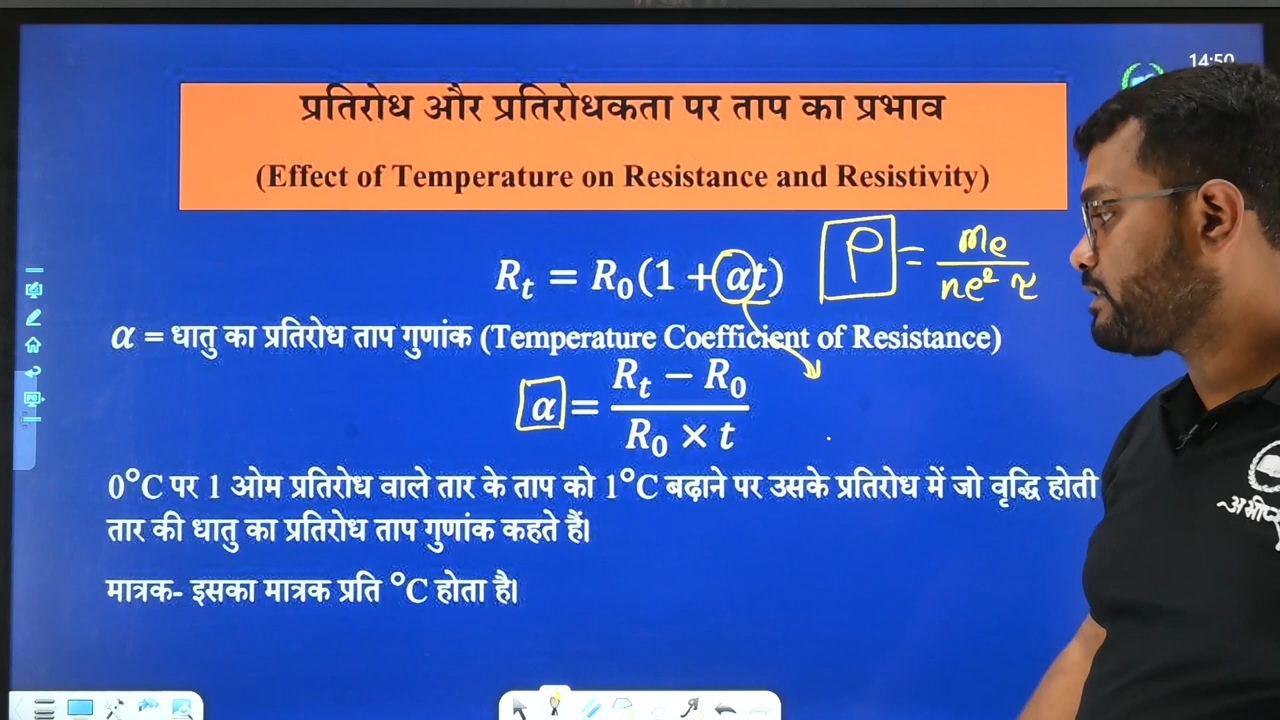 14:50
प्रतिरोध और प्रतिरोधकता पर ताप का प्रभाव
(Effect of Temperature on Resistance and Resistivity)
Rₜ = R₀(1 + αt)
ρ = mₑ / ne² τ
α = धातु का प्रतिरोध ताप गुणांक (Temperature Coefficient of Resistance)
α = Rₜ − R₀ / R₀ × t
0°C पर 1 ओम प्रतिरोध वाले तार के ताप को 1°C बढ़ाने पर उसके प्रतिरोध में जो वृद्धि होती
तार की धातु का प्रतिरोध ताप गुणांक कहते हैं।
मात्रक- इसका मात्रक प्रति °C होता है।